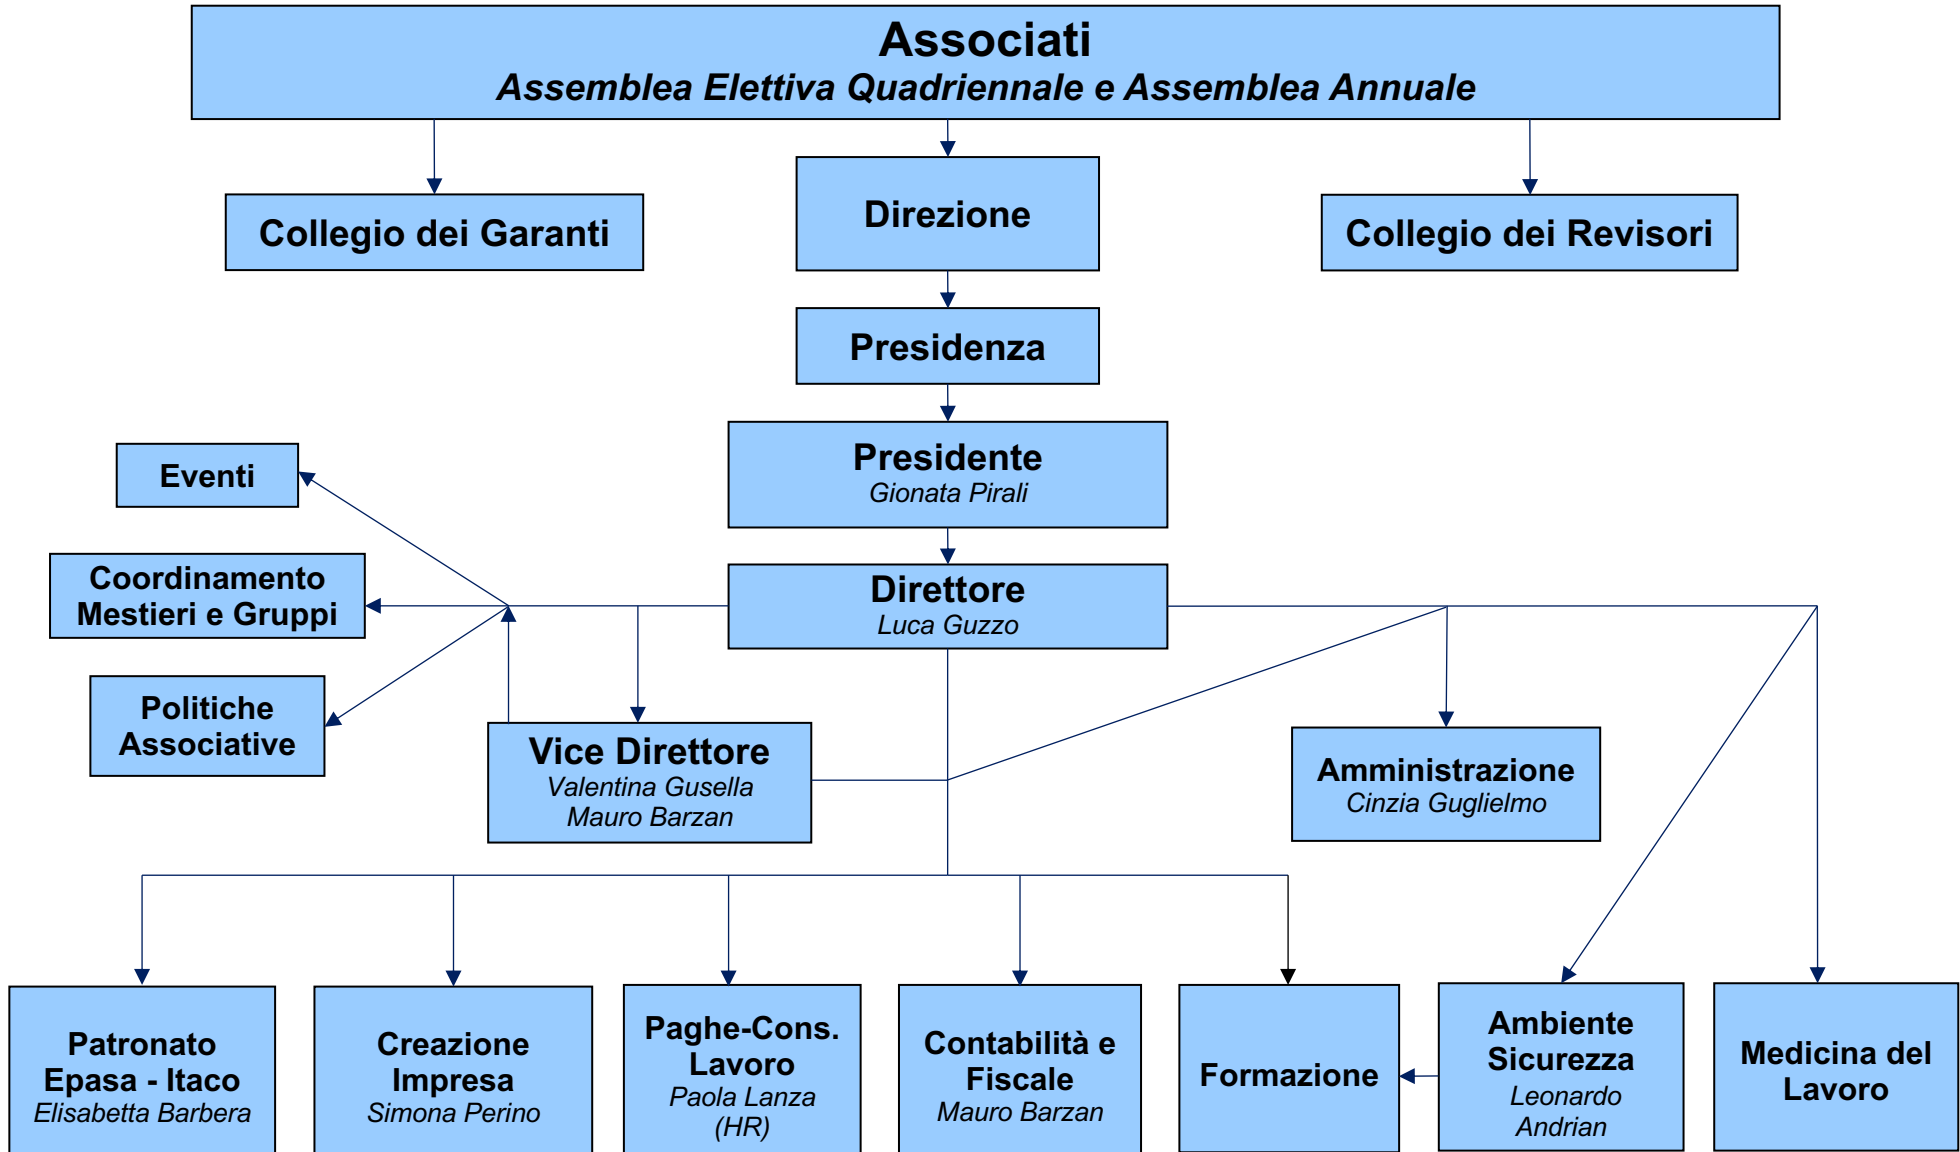 Associati
Assemblea Elettiva Quadriennale e Assemblea Annuale
Collegio dei Garanti
Direzione
Collegio dei Revisori
Presidenza
Presidente
Gionata Pirali
Eventi
Coordinamento
Mestieri e Gruppi
Direttore
Luca Guzzo
Politiche
Associative
Vice Direttore
Valentina Gusella
Mauro Barzan
Amministrazione
Cinzia Guglielmo
Patronato
Epasa - Itaco
Elisabetta Barbera
Creazione
Impresa
Simona Perino
Paghe-Cons.
Lavoro
Paola Lanza
(HR)
Contabilità e
Fiscale
Mauro Barzan
Formazione
Ambiente
Sicurezza
Leonardo
Andrian
Medicina del
Lavoro